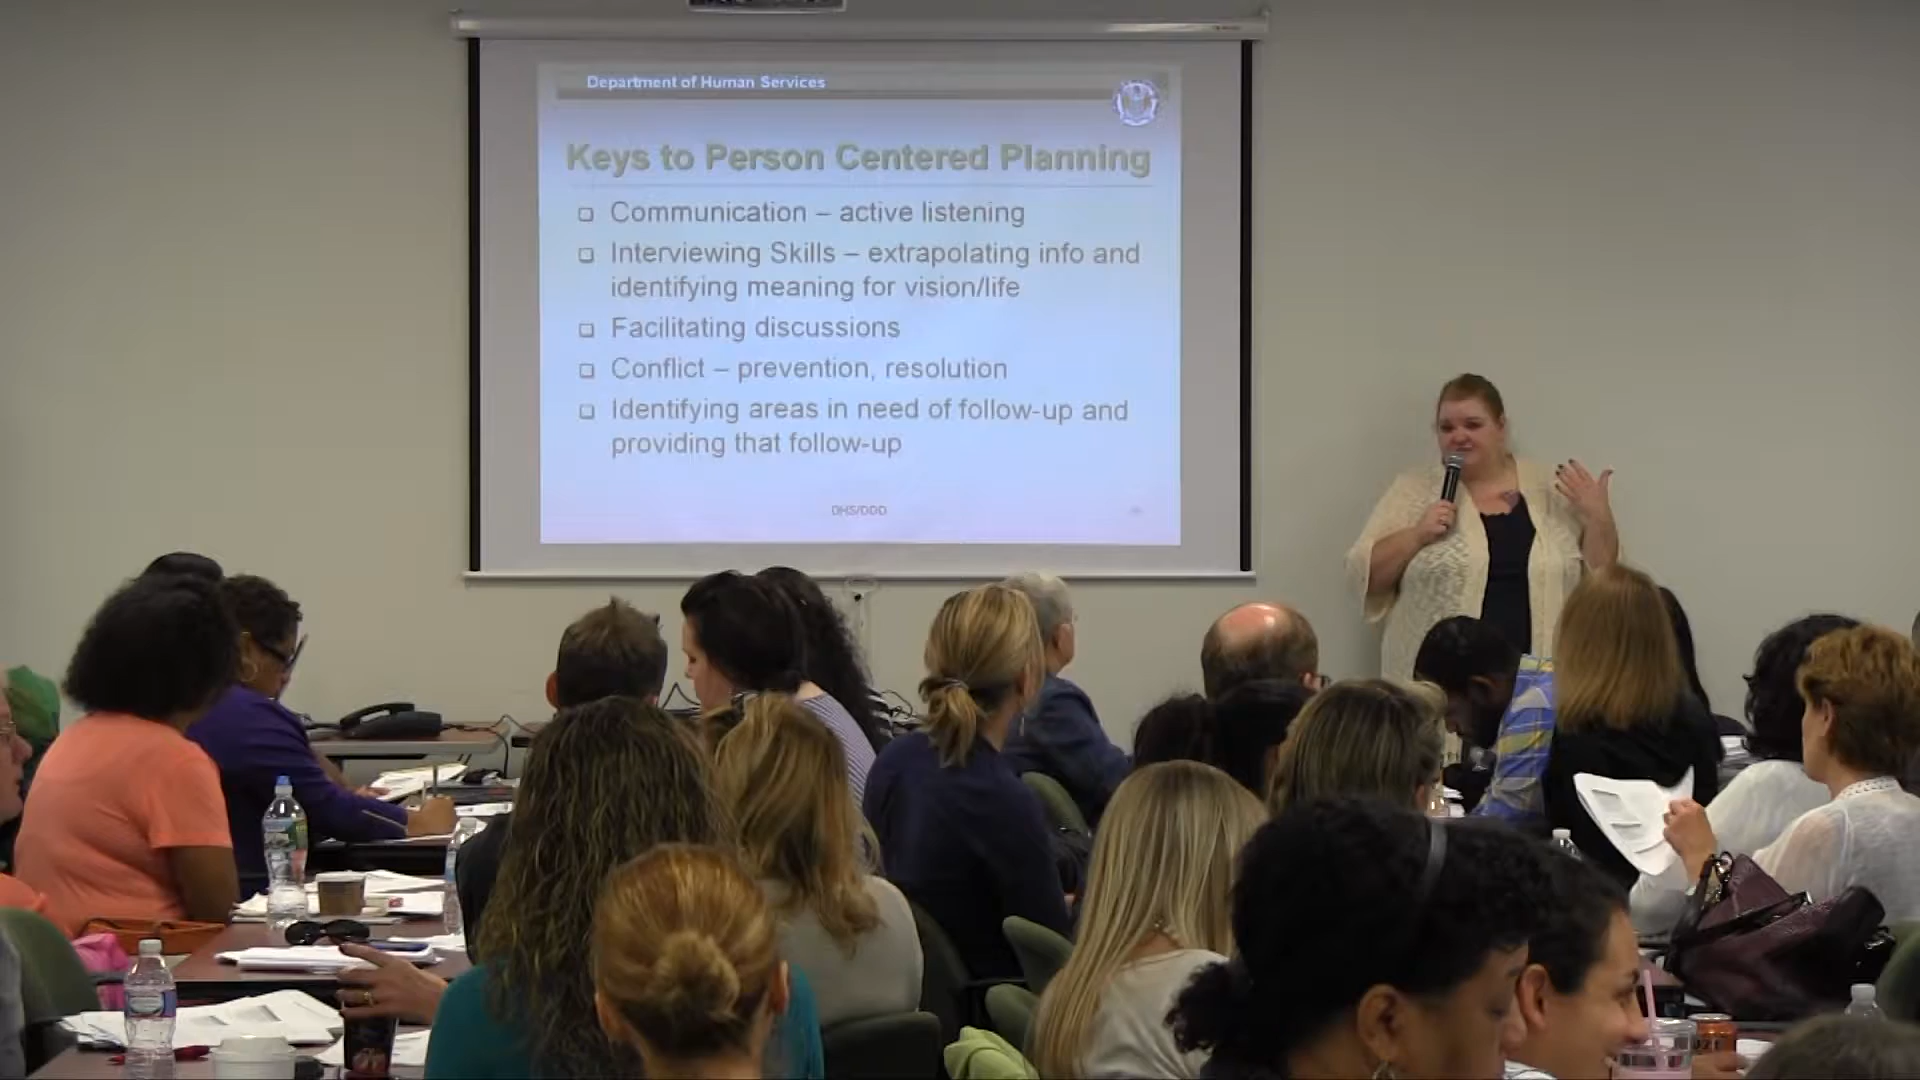 Department of Human Services
Keys to Person Centered Planning
Communication – active listening
Interviewing Skills – extrapolating info and
identifying meaning for vision/life
Facilitating discussions
Conflict – prevention, resolution
Identifying areas in need of follow-up and
providing that follow-up
DHS/DDD